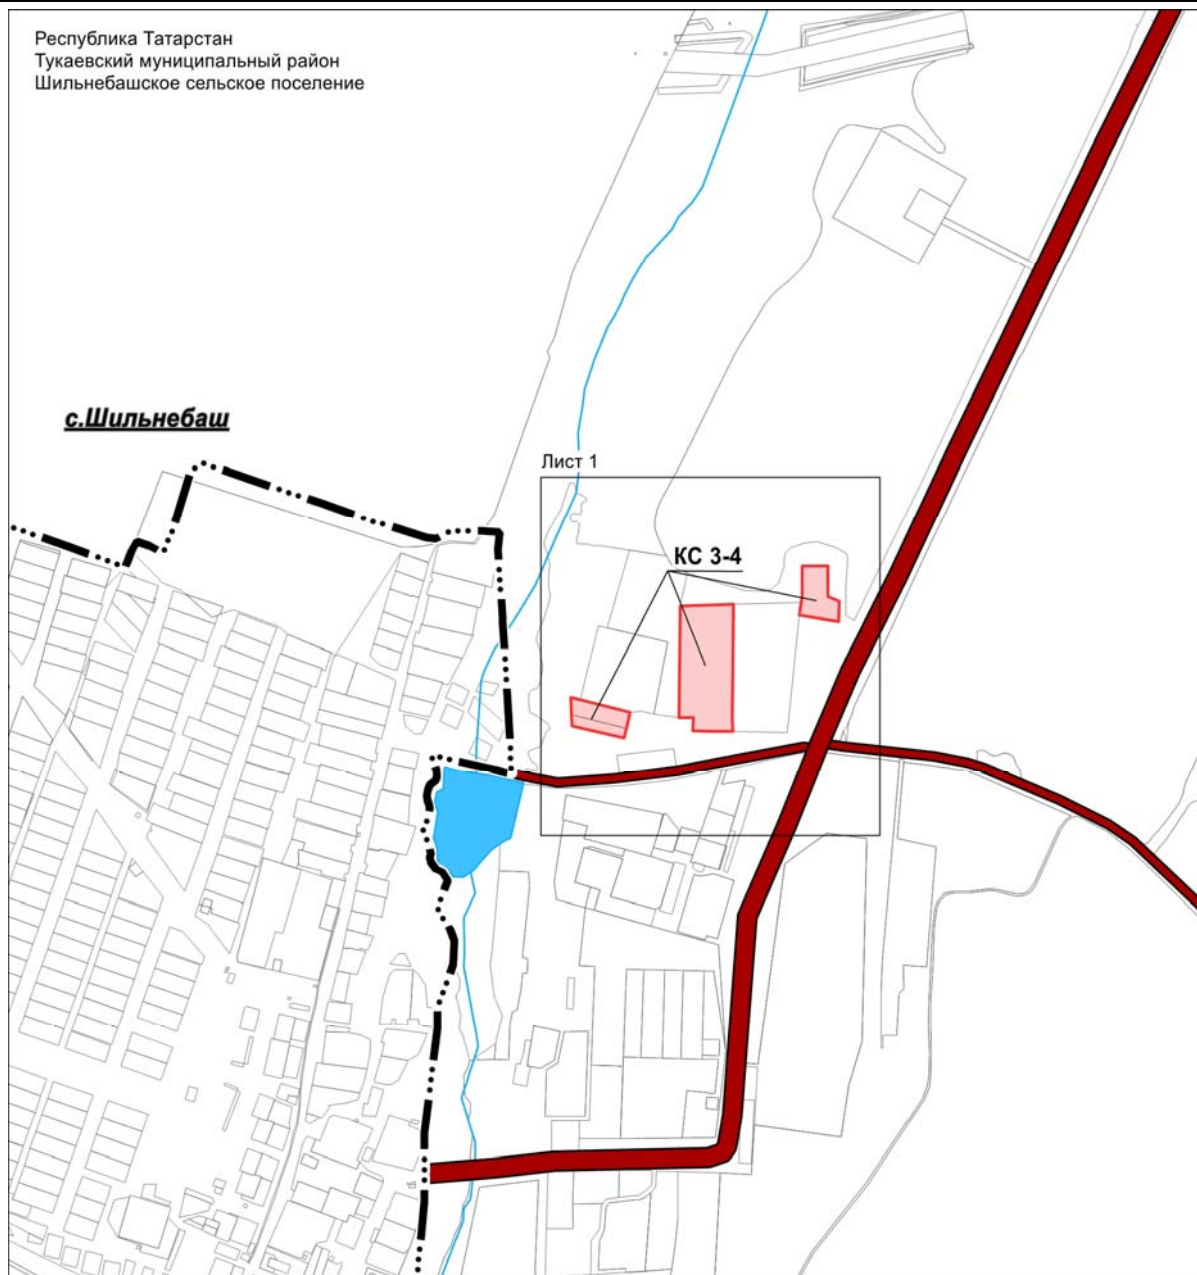 Республика Татарстан
Тукаевский муниципальный район
Шильнебашское сельское поселение
с.Шильнебаш
Лист 1
КС 3-4